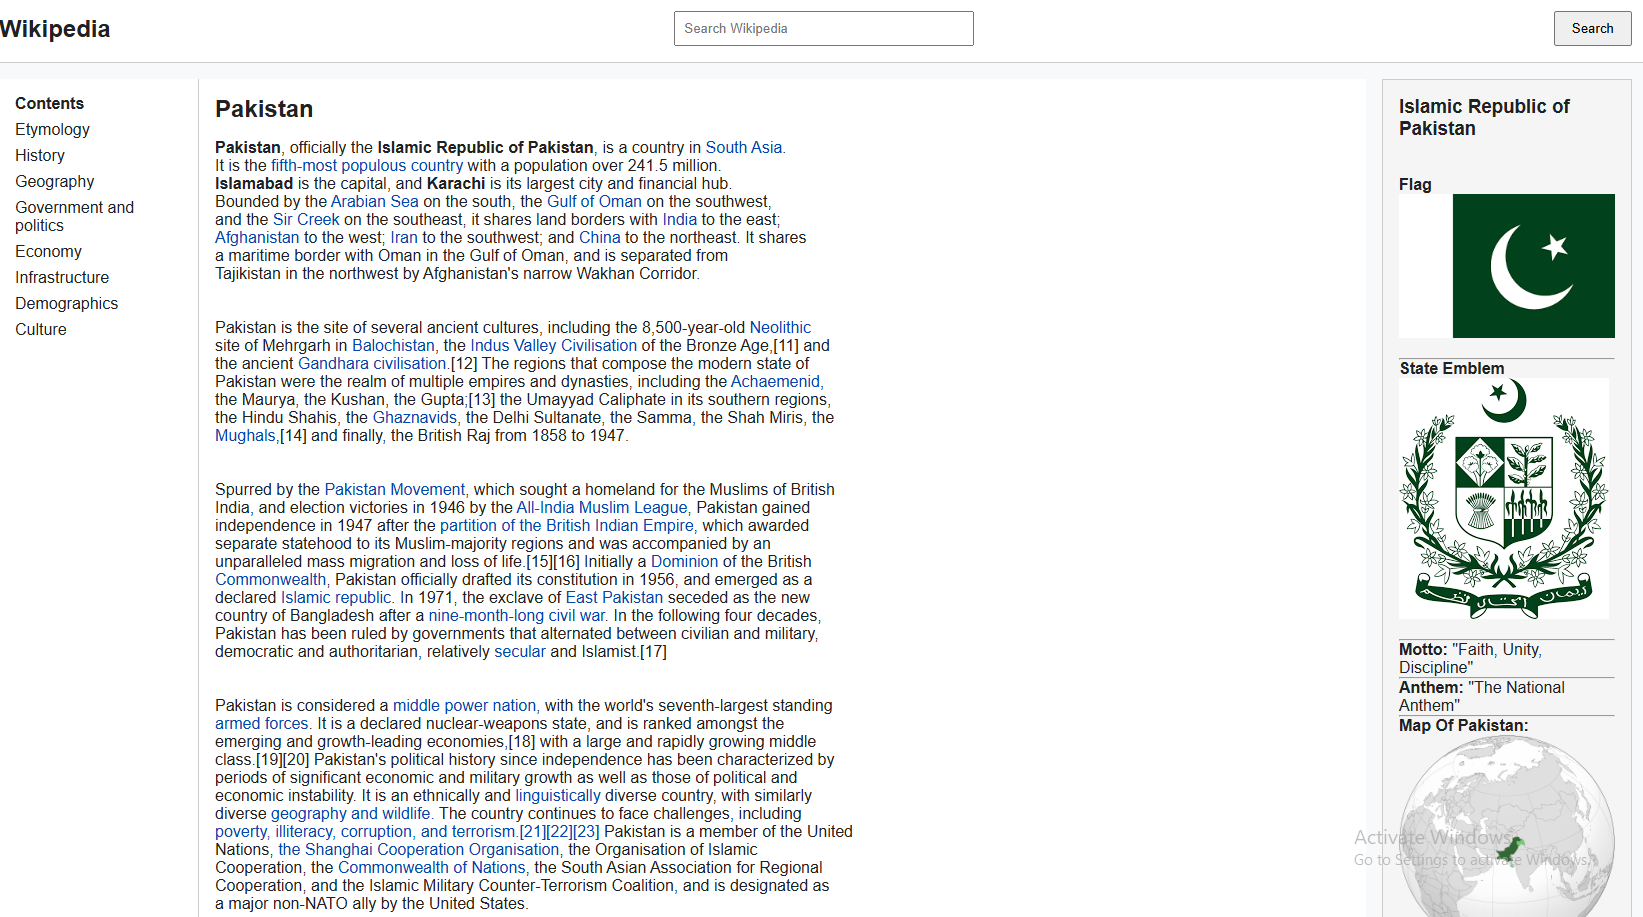 Wikipedia
Search Wikipedia
Search
Contents
Etymology
History
Geography
Government and
politics
Economy
Infrastructure
Demographics
Culture
Pakistan
Pakistan, officially the Islamic Republic of Pakistan, is a country in South Asia.
It is the fifth-most populous country with a population over 241.5 million.
Islamabad is the capital, and Karachi is its largest city and financial hub.
Bounded by the Arabian Sea on the south, the Gulf of Oman on the southwest,
and the Sir Creek on the southeast, it shares land borders with India to the east;
Afghanistan to the west; Iran to the southwest; and China to the northeast. It shares
a maritime border with Oman in the Gulf of Oman, and is separated from
Tajikistan in the northwest by Afghanistan's narrow Wakhan Corridor.
Pakistan is the site of several ancient cultures, including the 8,500-year-old Neolithic
site of Mehrgarh in Balochistan, the Indus Valley Civilisation of the Bronze Age,[11] and
the ancient Gandhara civilisation.[12] The regions that compose the modern state of
Pakistan were the realm of multiple empires and dynasties, including the Achaemenid,
the Maurya, the Kushan, the Gupta;[13] the Umayyad Caliphate in its southern regions,
the Hindu Shahis, the Ghaznavids, the Delhi Sultanate, the Samma, the Shah Miris, the
Mughals,[14] and finally, the British Raj from 1858 to 1947.
Spurred by the Pakistan Movement, which sought a homeland for the Muslims of British
India, and election victories in 1946 by the All-India Muslim League, Pakistan gained
independence in 1947 after the partition of the British Indian Empire, which awarded
separate statehood to its Muslim-majority regions and was accompanied by an
unparalleled mass migration and loss of life.[15][16] Initially a Dominion of the British
Commonwealth, Pakistan officially drafted its constitution in 1956, and emerged as a
declared Islamic republic. In 1971, the exclave of East Pakistan seceded as the new
country of Bangladesh after a nine-month-long civil war. In the following four decades,
Pakistan has been ruled by governments that alternated between civilian and military,
democratic and authoritarian, relatively secular and Islamist.[17]
Pakistan is considered a middle power nation, with the world's seventh-largest standing
armed forces. It is a declared nuclear-weapons state, and is ranked amongst the
emerging and growth-leading economies,[18] with a large and rapidly growing middle
class.[19][20] Pakistan's political history since independence has been characterized by
periods of significant economic and military growth as well as those of political and
economic instability. It is an ethnically and linguistically diverse country, with similarly
diverse geography and wildlife. The country continues to face challenges, including
poverty, illiteracy, corruption, and terrorism.[21][22][23] Pakistan is a member of the United
Nations, the Shanghai Cooperation Organisation, the Organisation of Islamic
Cooperation, the Commonwealth of Nations, the South Asian Association for Regional
Cooperation, and the Islamic Military Counter-Terrorism Coalition, and is designated as
a major non-NATO ally by the United States.
Islamic Republic of
Pakistan
Flag
State Emblem
ایمان اتحاد نظم
Motto: "Faith, Unity,
Discipline"
Anthem: "The National
Anthem"
Map Of Pakistan:
Activate Windows
Go to Settings to activate Windows.